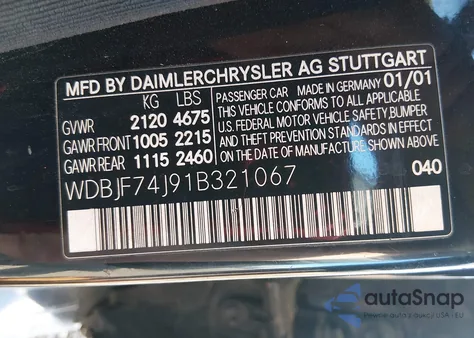 MFD BY DAIMLERCHRYSLER AG STUTTGART
KG LBS
GVWR 2120 4675
GAWR FRONT 1005 2215
GAWR REAR 1115 2460
PASSENGER CAR MADE IN GERMANY 01/01
THIS VEHICLE CONFORMS TO ALL APPLICABLE
U.S. FEDERAL MOTOR VEHICLE SAFETY, BUMPER
AND THEFT PREVENTION STANDARDS IN EFFECT
ON THE DATE OF MANUFACTURE SHOWN ABOVE.
WDBJF74J91B321067 040
autoSnap